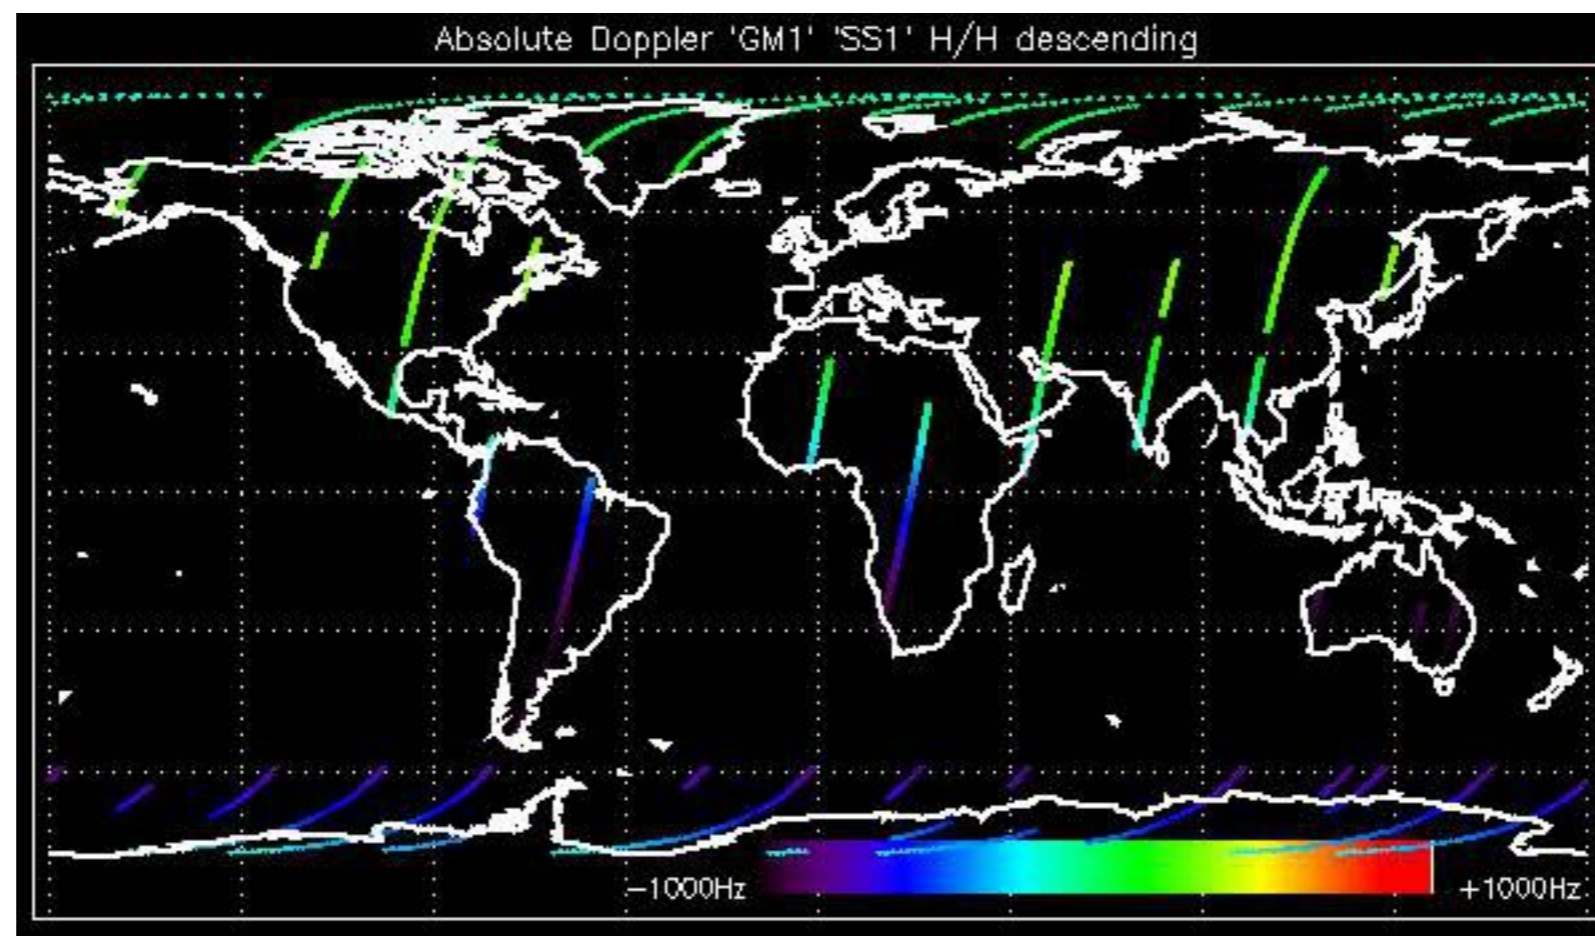 Absolute Doppler 'GM1' 'SS1' H/H descending
−1000Hz +1000Hz